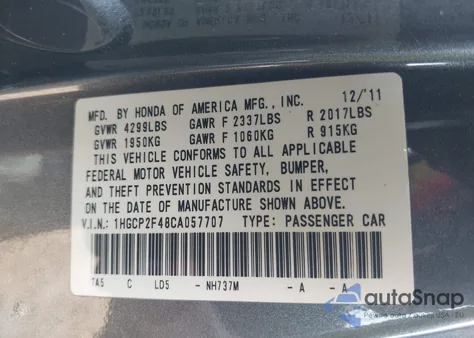 MFD. BY HONDA OF AMERICA MFG., INC. 12/'11
GVWR 4299LBS GAWR F 2337LBS R 2017LBS
GVWR 1950KG GAWR F 1060KG R 915KG
THIS VEHICLE CONFORMS TO ALL APPLICABLE
FEDERAL MOTOR VEHICLE SAFETY, BUMPER,
AND THEFT PREVENTION STANDARDS IN EFFECT
ON THE DATE OF MANUFACTURE SHOWN ABOVE.
V.I.N.: 1HGCP2F48CA057707 TYPE: PASSENGER CAR
TA5 C LD5 - NH737M - A - A
autoSnap